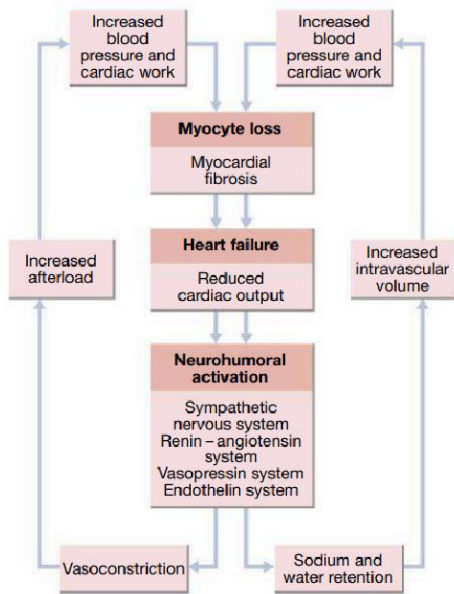 Increased
blood
pressure and
cardiac work
Increased
blood
pressure and
cardiac work
Myocyte loss
Myocardial
fibrosis
Heart failure
Reduced
cardiac output
Increased
afterload
Increased
intravascular
volume
Neurohumoral
activation
Sympathetic
nervous system
Renin – angiotensin
system
Vasopressin system
Endothelin system
Vasoconstriction
Sodium and
water retention